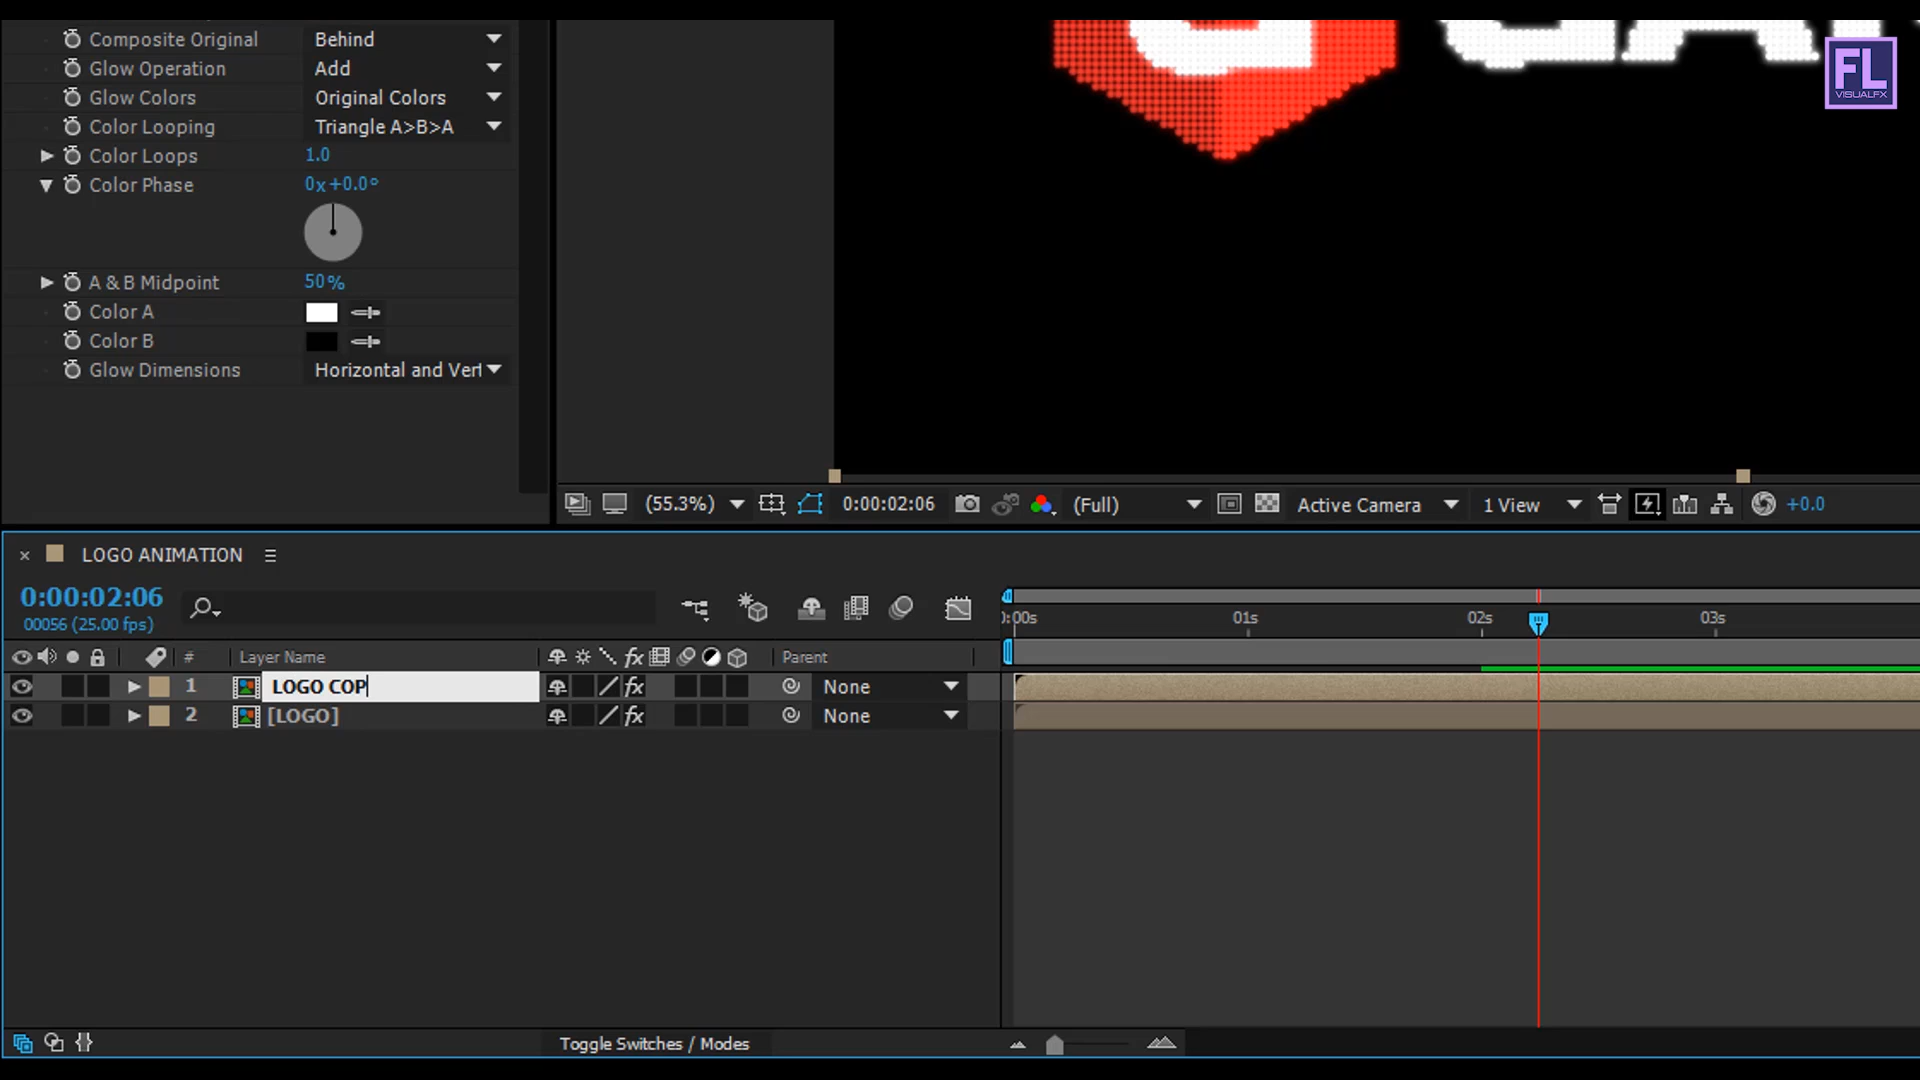 Composite Original Behind
Glow Operation Add
Glow Colors Original Colors
Color Looping Triangle A>B>A
Color Loops 1.0
Color Phase 0x+0.0°
A & B Midpoint 50%
Color A
Color B
Glow Dimensions Horizontal and Vert
FL
VISUALFX
(55.3%) 0:00:02:06 (Full) Active Camera 1 View +0.0
× LOGO ANIMATION
0:00:02:06
00056 (25.00 fps)
:00s 01s 02s 03s
# Layer Name fx Parent
1 LOGO COP fx None
2 [LOGO] fx None
Toggle Switches / Modes